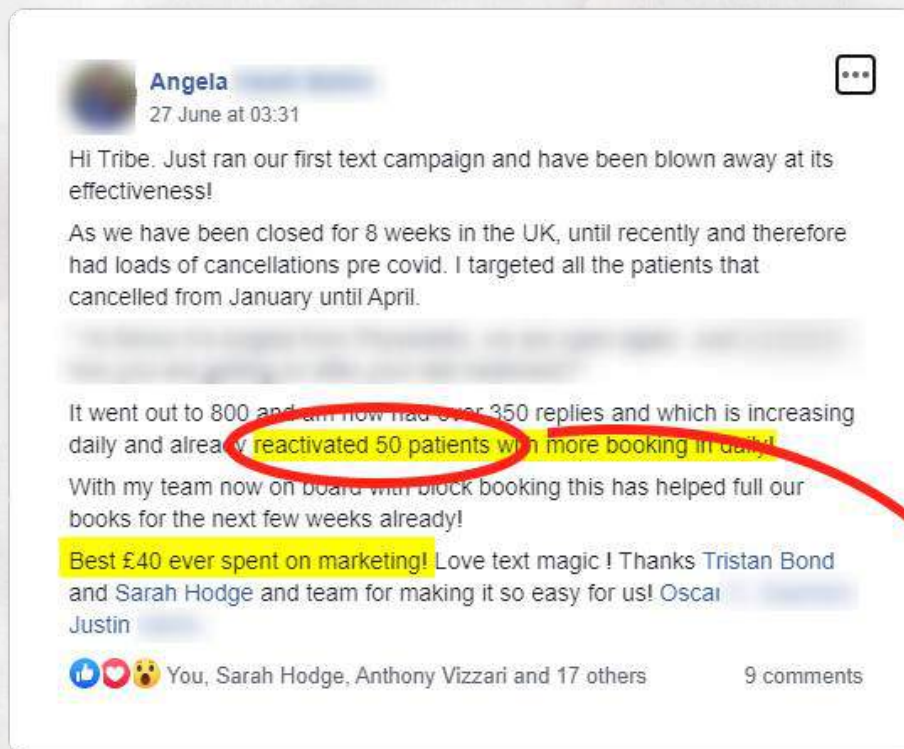 Angela
27 June at 03:31
Hi Tribe. Just ran our first text campaign and have been blown away at its
effectiveness!
As we have been closed for 8 weeks in the UK, until recently and therefore
had loads of cancellations pre covid. I targeted all the patients that
cancelled from January until April.
It went out to 800 and am now had over 350 replies and which is increasing
daily and already reactivated 50 patients with more booking in daily!
With my team now on board with block booking this has helped full our
books for the next few weeks already!
Best £40 ever spent on marketing! Love text magic ! Thanks Tristan Bond
and Sarah Hodge and team for making it so easy for us! Oscar
Justin
You, Sarah Hodge, Anthony Vizzari and 17 others 9 comments